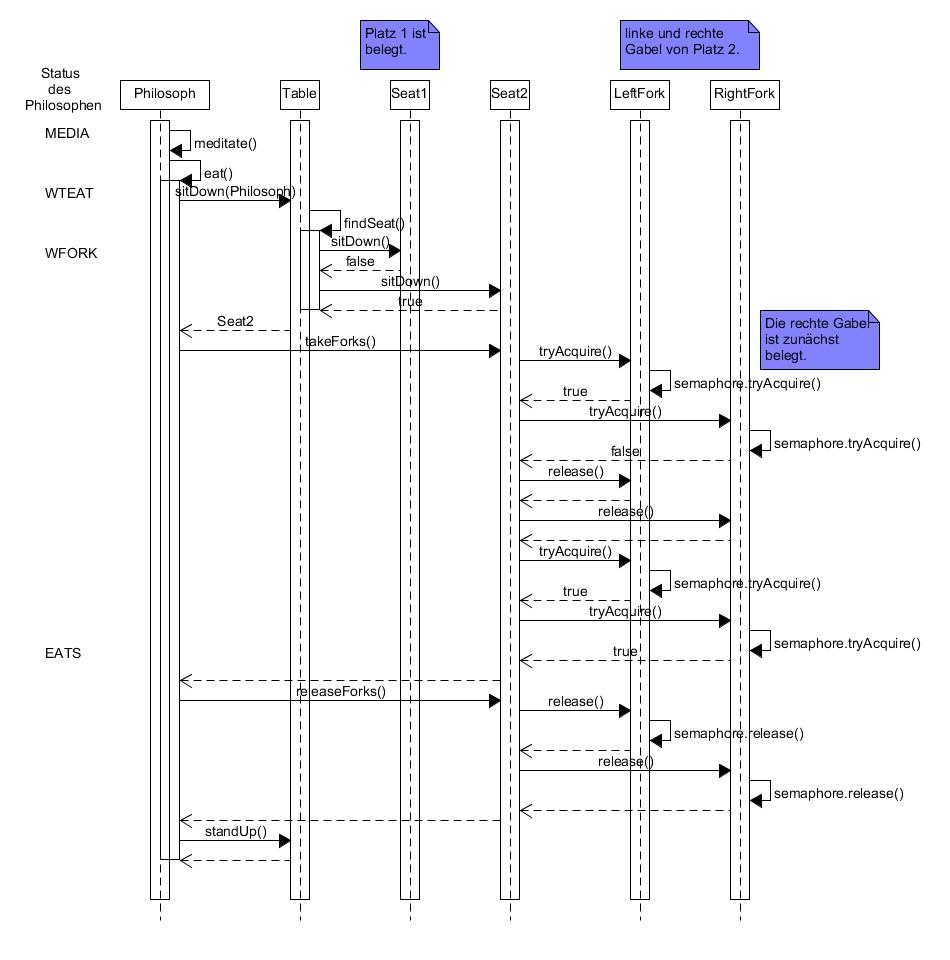 Platz 1 ist
belegt.
linke und rechte
Gabel von Platz 2.
Status
des
Philosophen
Philosoph
Table
Seat1
Seat2
LeftFork
RightFork
MEDIA
meditate()
eat()
WTEAT
sitDown(Philosoph)
findSeat()
sitDown()
WFORK
false
sitDown()
true
Seat2
Die rechte Gabel
ist zunächst
belegt.
takeForks()
tryAcquire()
semaphore.tryAcquire()
true
tryAcquire()
semaphore.tryAcquire()
false
release()
release()
tryAcquire()
semaphore.tryAcquire()
true
tryAcquire()
semaphore.tryAcquire()
EATS
true
releaseForks()
release()
semaphore.release()
release()
semaphore.release()
standUp()